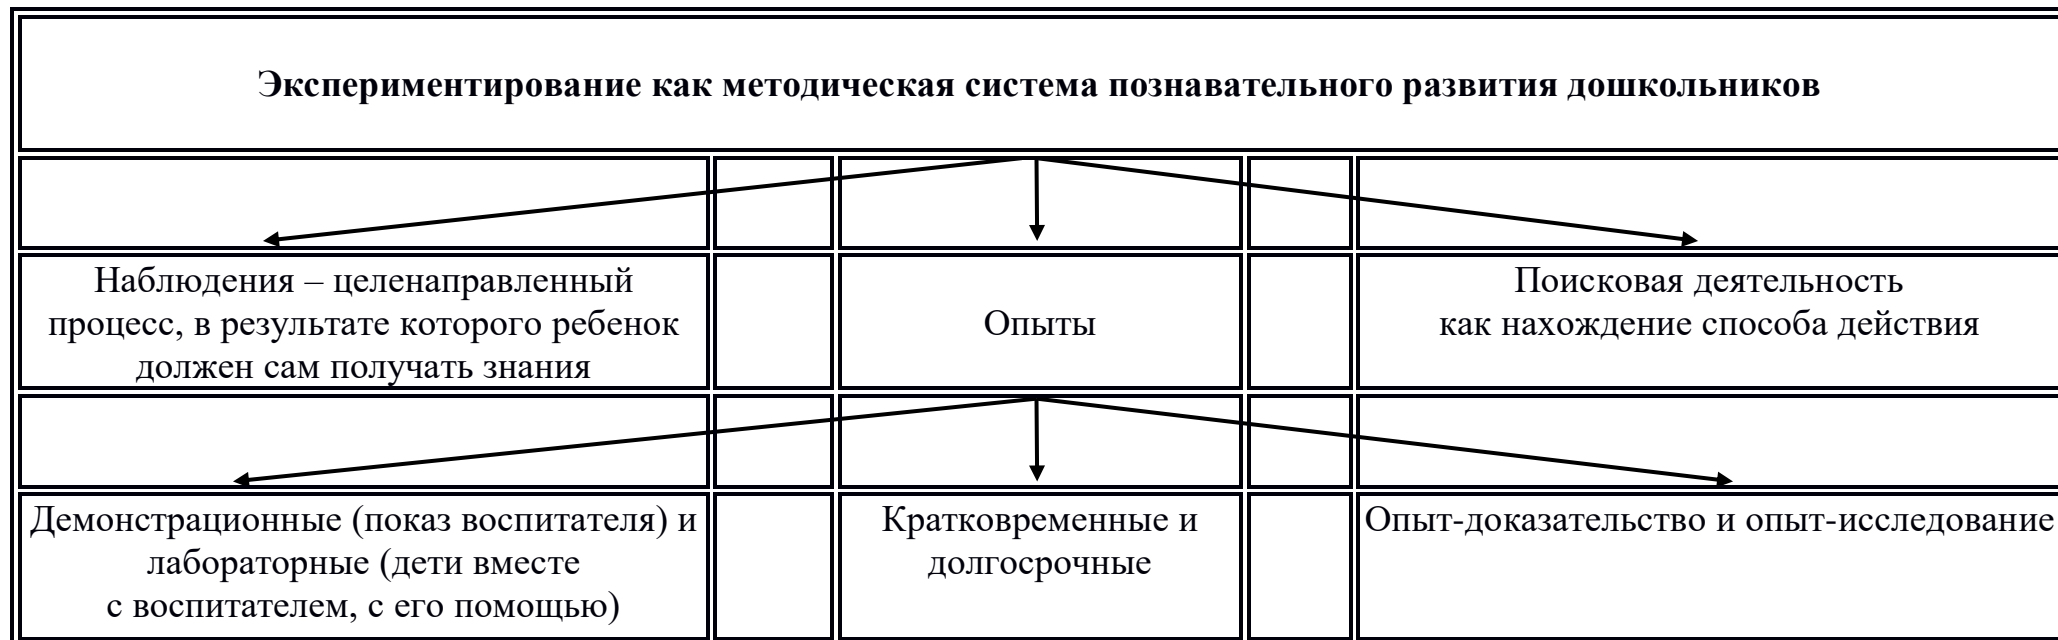 Экспериментирование как методическая система познавательного развития дошкольников
Наблюдения – целенаправленный
процесс, в результате которого ребенок
должен сам получать знания
Опыты
Поисковая деятельность
как нахождение способа действия
Демонстрационные (показ воспитателя) и
лабораторные (дети вместе
с воспитателем, с его помощью)
Кратковременные и
долгосрочные
Опыт-доказательство и опыт-исследование